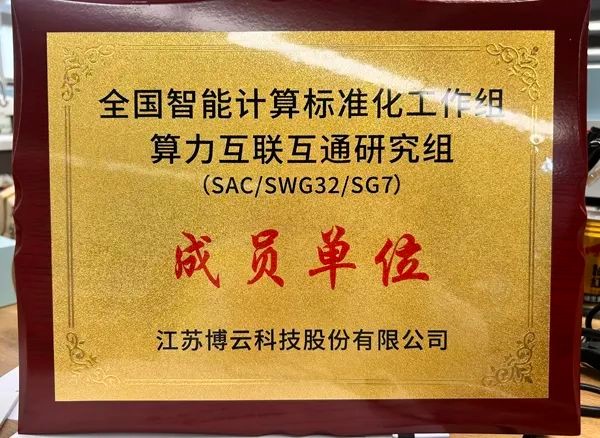 全国智能计算标准化工作组
算力互联互通研究组
（SAC/SWG32/SG7）
成员单位
江苏博云科技股份有限公司